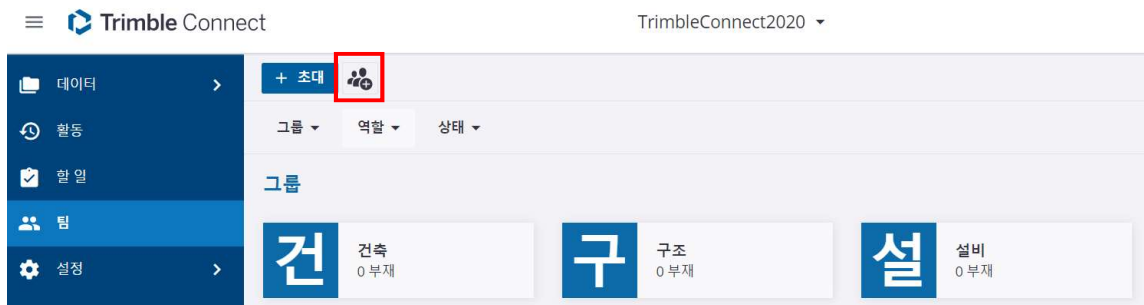 Trimble Connect
TrimbleConnect2020
데이터
활동
할 일
팀
설정
+ 초대
그룹 역할 상태
그룹
건 건축
0 부재
구 구조
0 부재
설 설비
0 부재